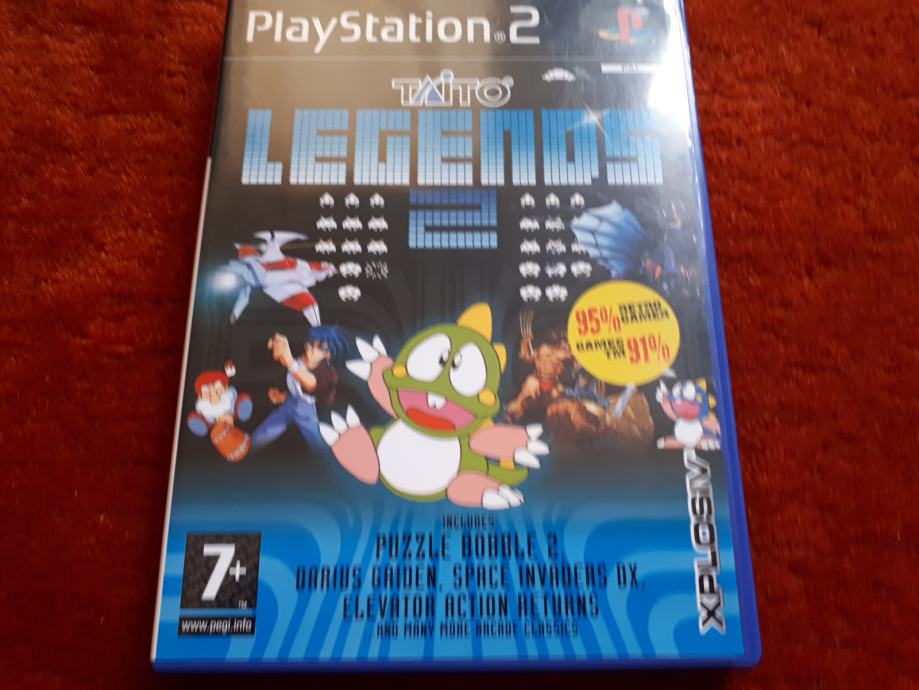 PlayStation®2
TAITO®
LEGENDS
2
95% RETRO GAMER
GAMES TM 91%
INCLUDES
PUZZLE BOBBLE 2,
DARIUS GAIDEN, SPACE INVADERS DX,
ELEVATOR ACTION RETURNS
...AND MANY MORE ARCADE CLASSICS
XPLOSIV
7+
™
www.pegi.info